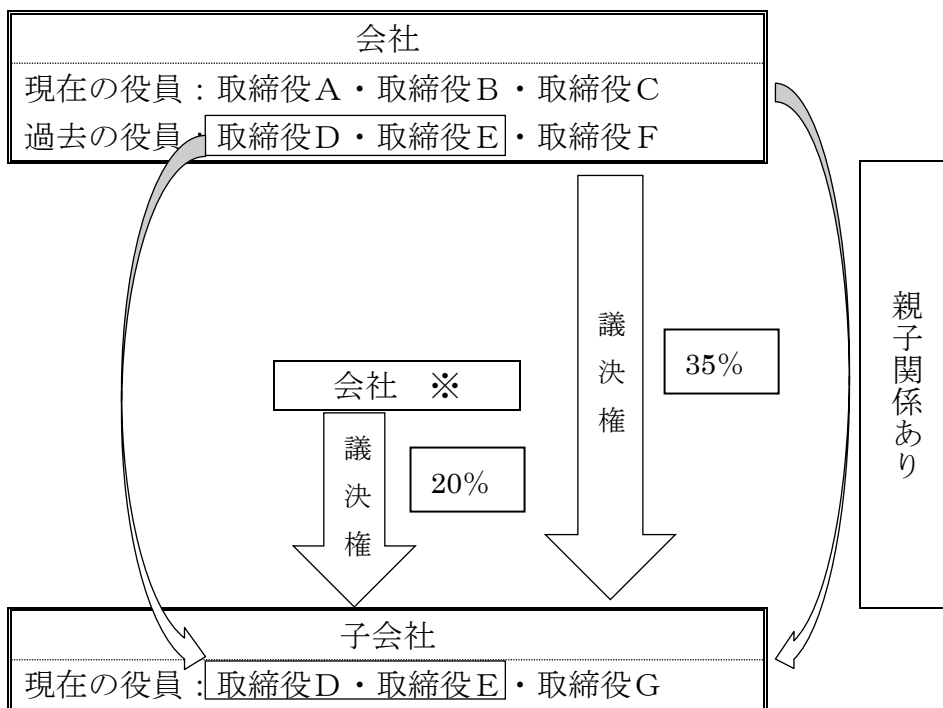 会社
現在の役員:取締役A・取締役B・取締役C
過去の役員:取締役D・取締役E・取締役F
議決権
35%
会社 ※
議決権
20%
親子関係あり
子会社
現在の役員:取締役D・取締役E・取締役G